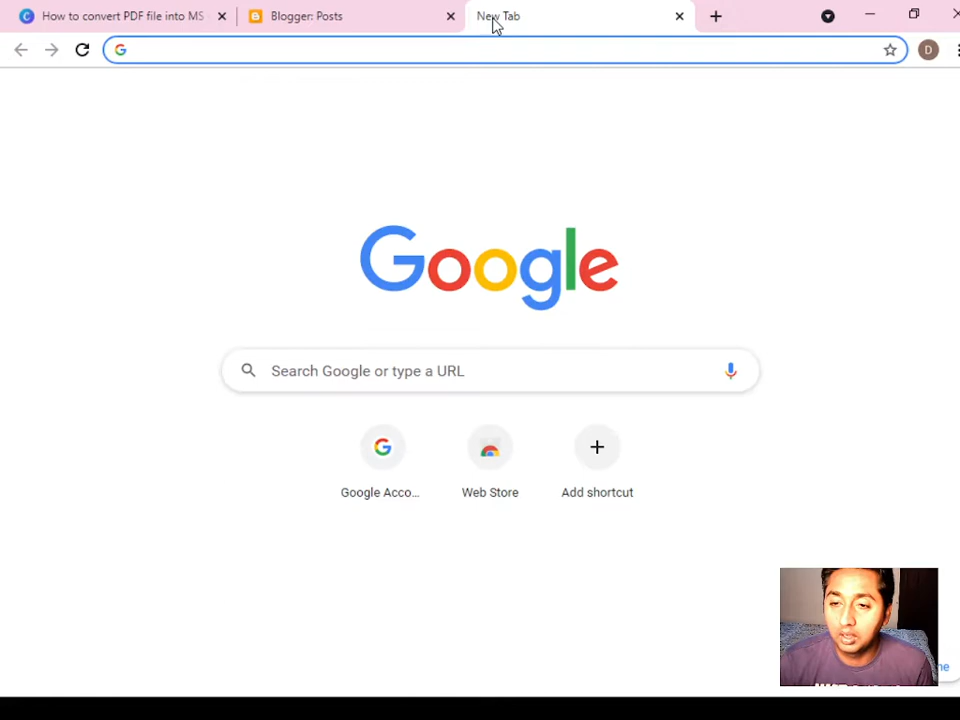 How to convert PDF file into MS
Blogger: Posts
New Tab
D
Google
Search Google or type a URL
Google Acco...
Web Store
Add shortcut